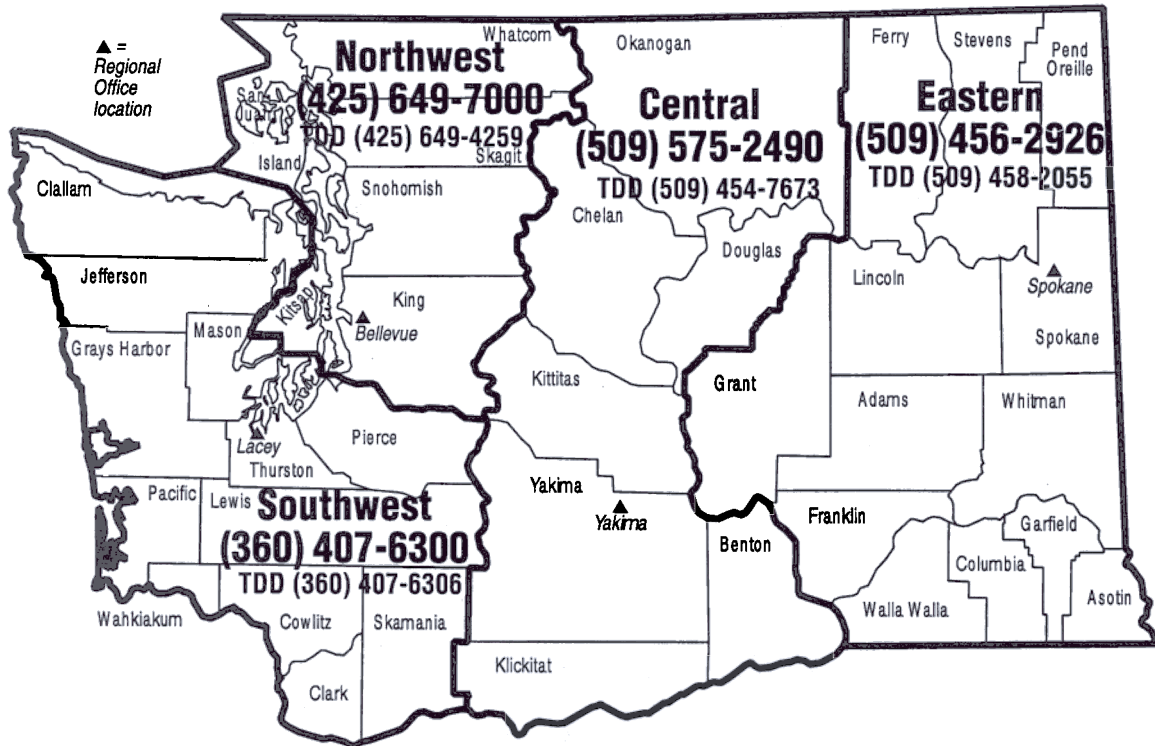 ▲ =
Regional
Office
location
Whatcom
Northwest
(425) 649-7000
TDD (425) 649-4259
San
Juan
Island
Skagit
Snohomish
King
Bellevue
Kitsap
Okanogan
Central
(509) 575-2490
TDD (509) 454-7673
Chelan
Douglas
Kittitas
Yakima
Yakima
Benton
Klickitat
Ferry
Stevens
Pend
Oreille
Eastern
(509) 456-2926
TDD (509) 458-2055
Lincoln
Spokane
Spokane
Grant
Adams
Whitman
Franklin
Garfield
Columbia
Walla Walla
Asotin
Clallam
Jefferson
Mason
Grays Harbor
Lacey
Thurston
Pierce
Pacific
Lewis
Southwest
(360) 407-6300
TDD (360) 407-6306
Wahkiakum
Cowlitz
Skamania
Clark